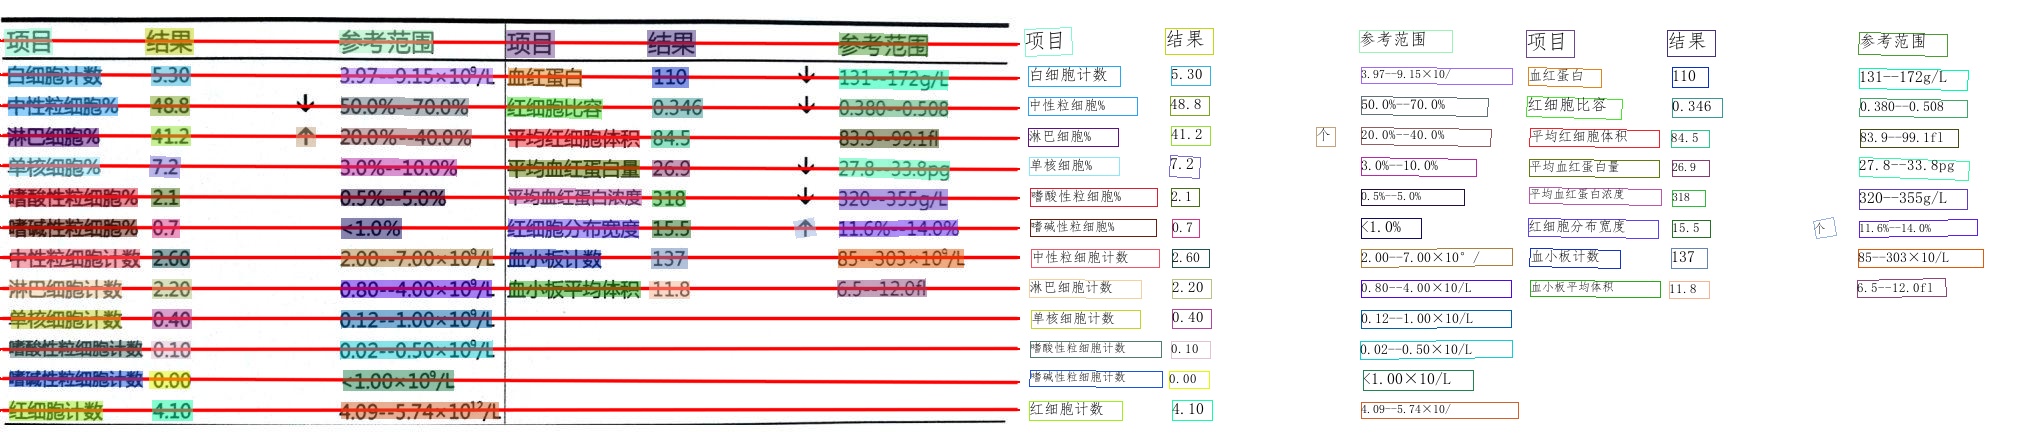 项目 结果 参考范围 项目 结果 参考范围
白细胞计数 5.30 3.97--9.15×10⁹/L 血红蛋白 110 ↓ 131--172g/L
中性粒细胞% 48.8 ↓ 50.0%--70.0% 红细胞比容 0.346 ↓ 0.380--0.508
淋巴细胞% 41.2 ↑ 20.0%--40.0% 平均红细胞体积 84.5 83.9--99.1fl
单核细胞% 7.2 3.0%--10.0% 平均血红蛋白量 26.9 ↓ 27.8--33.8pg
嗜酸性粒细胞% 2.1 0.5%--5.0% 平均血红蛋白浓度 318 ↓ 320--355g/L
嗜碱性粒细胞% 0.7 <1.0% 红细胞分布宽度 15.5 ↑ 11.6%--14.0%
中性粒细胞计数 2.60 2.00--7.00×10⁹/L 血小板计数 137 85--303×10⁹/L
淋巴细胞计数 2.20 0.80--4.00×10⁹/L 血小板平均体积 11.8 6.5--12.0fl
单核细胞计数 0.40 0.12--1.00×10⁹/L
嗜酸性粒细胞计数 0.10 0.02--0.50×10⁹/L
嗜碱性粒细胞计数 0.00 <1.00×10⁹/L
红细胞计数 4.10 4.09--5.74×10¹²/L
项目 结果 参考范围 项目 结果 参考范围
白细胞计数 5.30 3.97--9.15×10/ 血红蛋白 110 131--172g/L
中性粒细胞% 48.8 50.0%--70.0% 红细胞比容 0.346 0.380--0.508
淋巴细胞% 41.2 个 20.0%--40.0% 平均红细胞体积 84.5 83.9--99.1fl
单核细胞% 7.2 3.0%--10.0% 平均血红蛋白量 26.9 27.8--33.8pg
嗜酸性粒细胞% 2.1 0.5%--5.0% 平均血红蛋白浓度 318 320--355g/L
嗜碱性粒细胞% 0.7 <1.0% 红细胞分布宽度 15.5 个 11.6%--14.0%
中性粒细胞计数 2.60 2.00--7.00×10°/ 血小板计数 137 85--303×10/L
淋巴细胞计数 2.20 0.80--4.00×10/L 血小板平均体积 11.8 6.5--12.0fl
单核细胞计数 0.40 0.12--1.00×10/L
嗜酸性粒细胞计数 0.10 0.02--0.50×10/L
嗜碱性粒细胞计数 0.00 <1.00×10/L
红细胞计数 4.10 4.09--5.74×10/